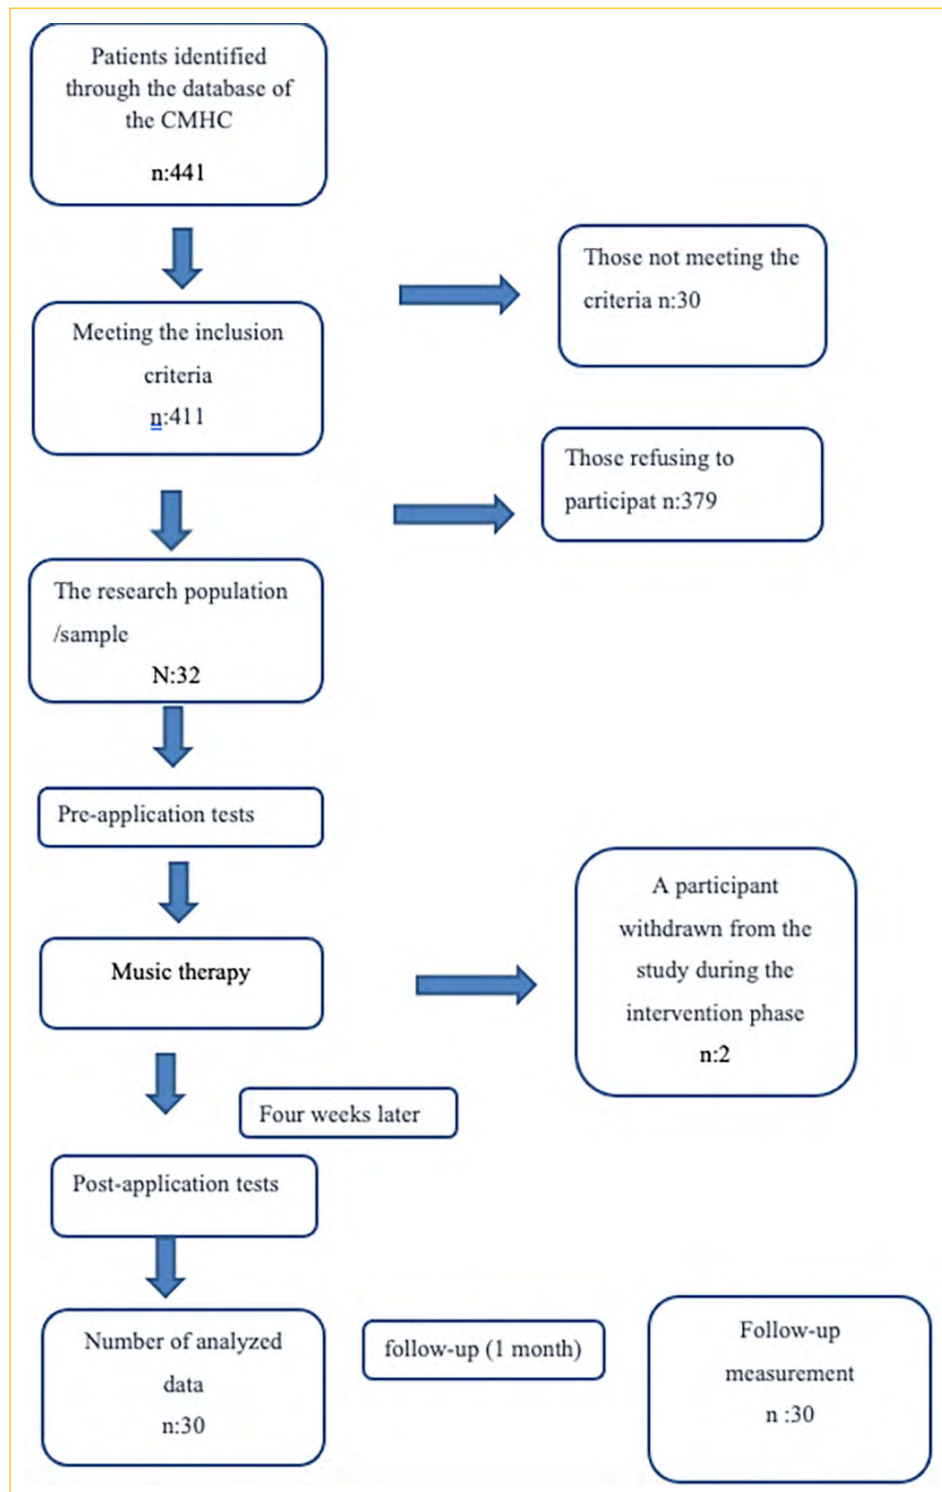 Patients identified
through the database of
the CMHC
n:441
Those not meeting the
criteria n:30
Meeting the inclusion
criteria
n:411
Those refusing to
participat n:379
The research population
/sample
N:32
Pre-application tests
A participant
withdrawn from the
study during the
intervention phase
n:2
Music therapy
Four weeks later
Post-application tests
Number of analyzed
data
n:30
follow-up (1 month)
Follow-up
measurement
n :30